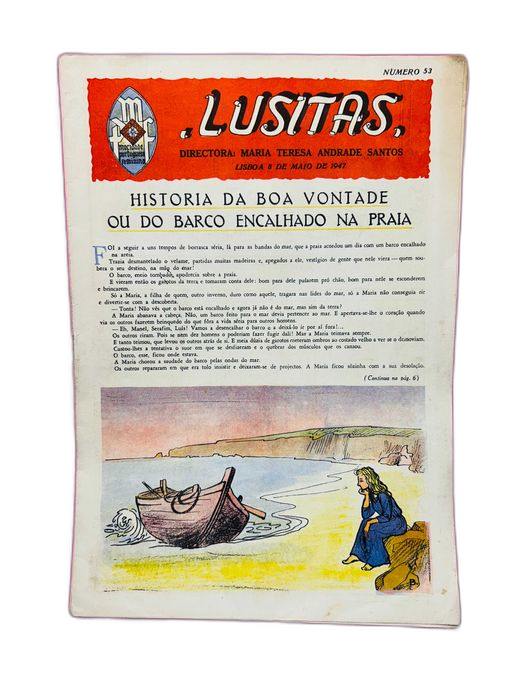 NUMERO 53
MPF
mocidade
portuguesa
feminina
"LUSITAS"
DIRECTORA: MARIA TERESA ANDRADE SANTOS
LISBOA 8 DE MAIO DE 1947
HISTORIA DA BOA VONTADE
OU DO BARCO ENCALHADO NA PRAIA
FOI a seguir a uns tempos de borrasca séria, lá para as bandas do mar, que a praia acordou um dia com um barco encalhado
na areia.
Trazia desmantelado o velame, partidas muitas madeiras e, apegados a ele, vestígios de gente que nele viera — quem sou-
bera o seu destino, na mão do mar!
O barco, meio tombado, apodrecia sobre a praia.
E vieram então os garotos da terra e tomaram conta dele: bom para dele pularem pró chão, bom para nele se esconderem
e brincarem.
Só a Maria, a filha de quem, outro inverno, duro como aquele, tragara nas lides do mar, só a Maria não conseguia rir
e divertir-se com a descoberta.
— Tonta! Não vês que o barco está encalhado e agora já não é do mar, mas sim da terra?
A Maria abanava a cabeça. Não, um barco feito para o mar devia pertencer ao mar. E apertava-se-lhe o coração quando
via os outros fazerem brinquedo do que fôra a vida séria para outros homens.
— Eh, Manel, Serafim, Luís! Vamos a desencalhar o barco e a deixá-lo ir por aí fora!...
Os outros riram. Pois se nem dez homens o poderiam fazer fugir dali! Mas a Maria teimava sempre.
E tanto teimou, que levou os outros atrás de si. E meia dúzia de garotos meteram ombros ao costado velho a ver se o demoviam.
Custou-lhes a tentativa o suor em que se desfizeram e o quebrar dos músculos que os cansou.
O barco, esse, ficou onde estava.
A Maria chorou a saudade do barco pelas ondas do mar.
Os outros repararam em que era tolo insistir e deixaram-se de projectos. A Maria ficou sòzinha com a sua desolação.
(Continua na pág. 6)